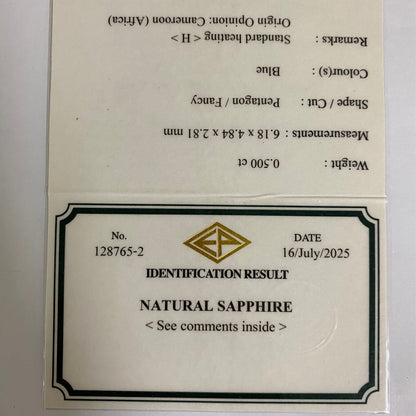 Weight : 0.500 ct
Measurements : 6.18 x 4.84 x 2.81 mm
Shape / Cut : Pentagon / Fancy
Colour(s) : Blue
Remarks : Standard heating < H >
Origin Opinion: Cameroon (Africa)
No.
128765-2
EP
DATE
16/July/2025
IDENTIFICATION RESULT
NATURAL SAPPHIRE
< See comments inside >